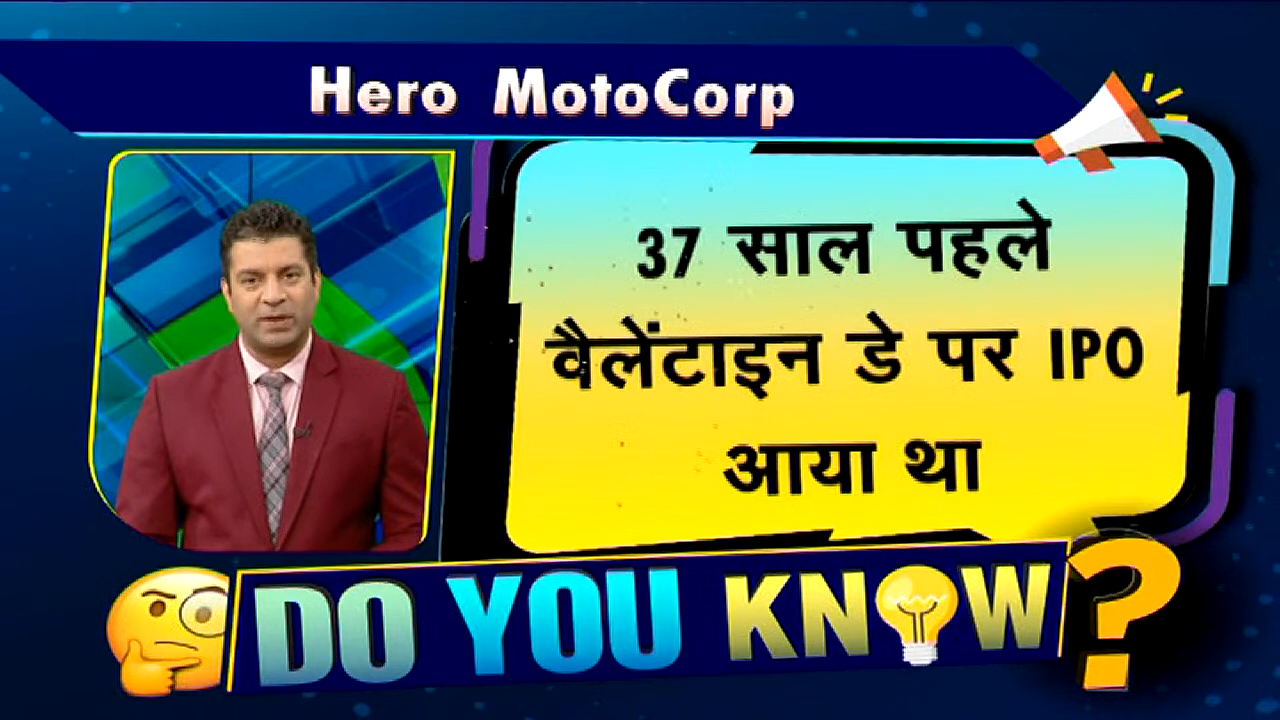 Hero MotoCorp
37 साल पहले
वैलेंटाइन डे पर IPO
आया था
DO YOU KNOW?